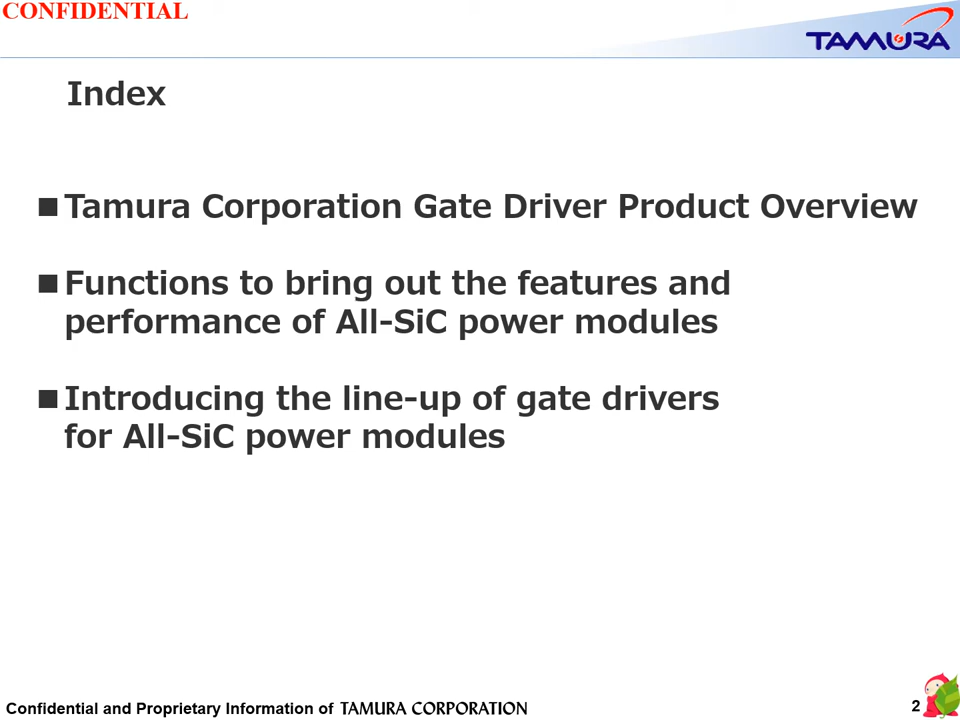 CONFIDENTIAL
TAMURA
Index
■ Tamura Corporation Gate Driver Product Overview
■ Functions to bring out the features and
performance of All-SiC power modules
■ Introducing the line-up of gate drivers
for All-SiC power modules
Confidential and Proprietary Information of TAMURA CORPORATION
2